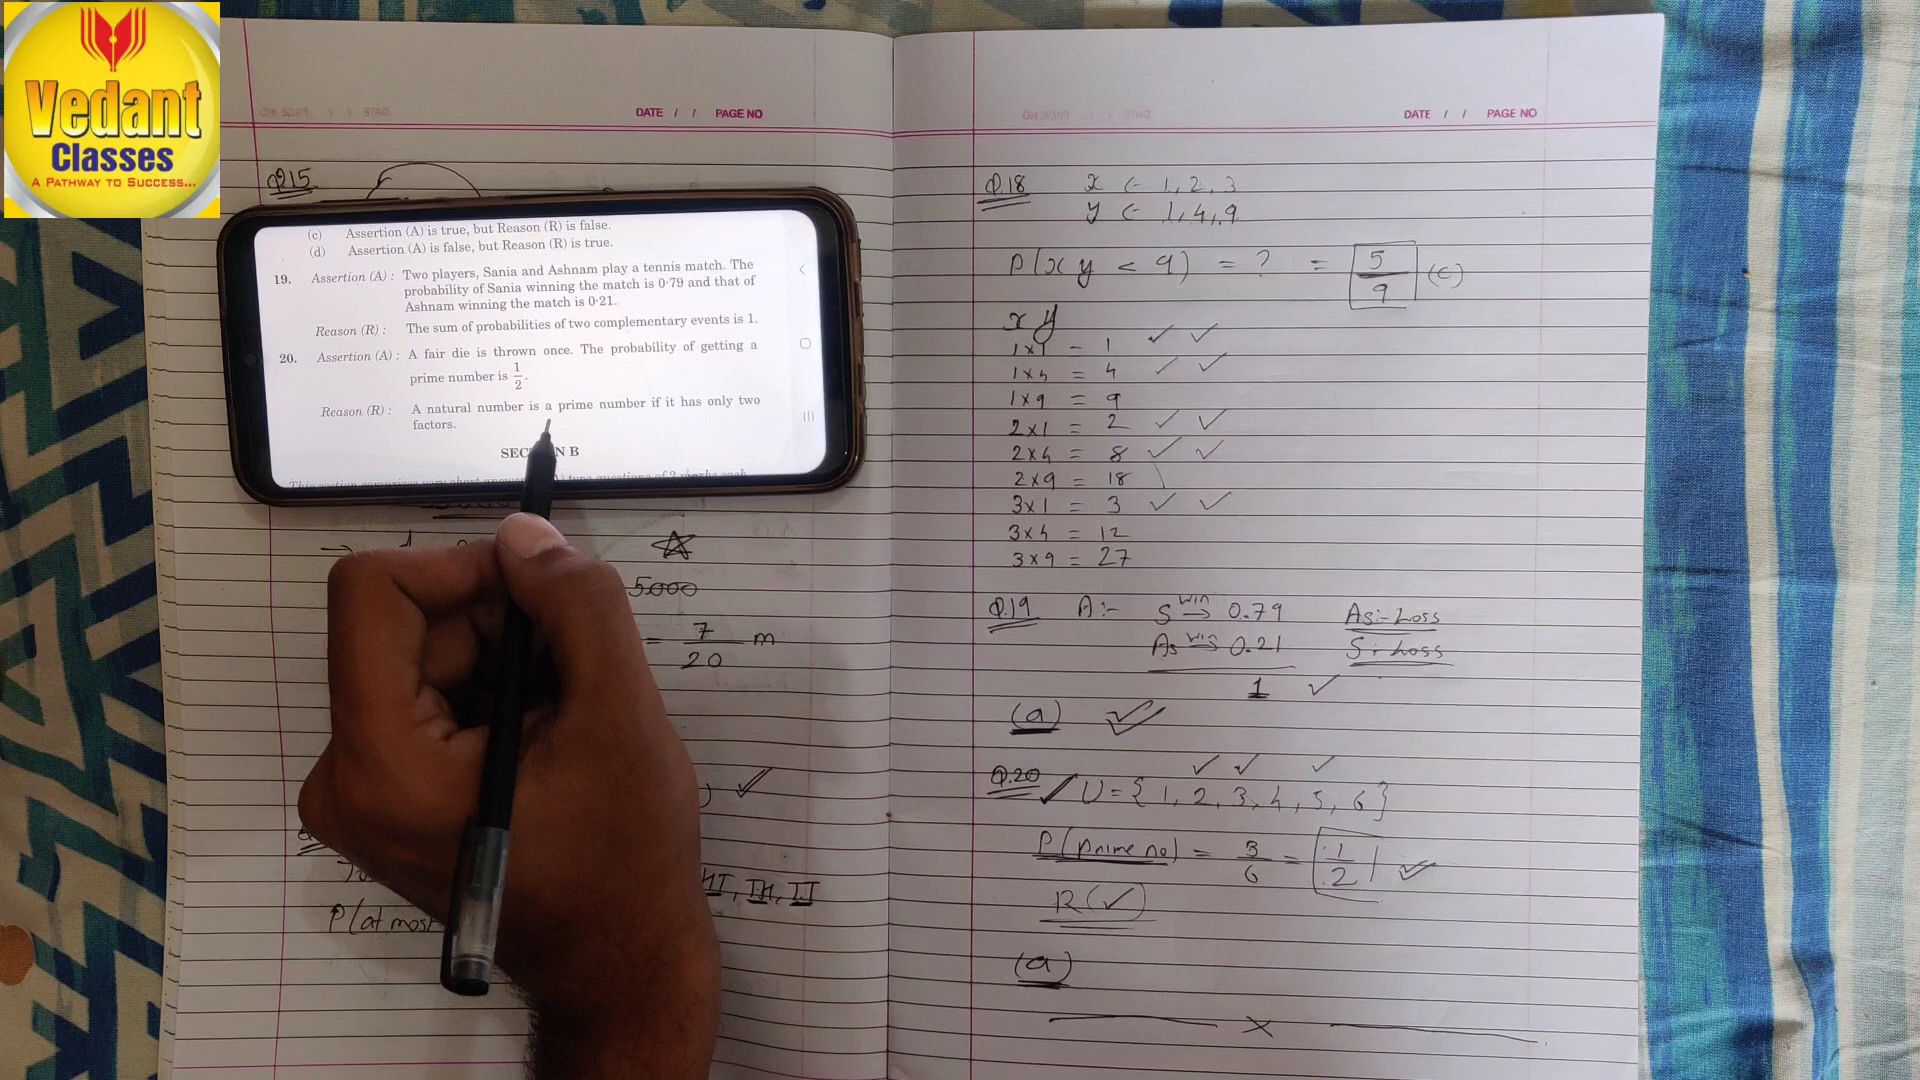 Vedant
Classes
A PATHWAY TO SUCCESS...
DATE / / PAGE NO
Q15
(c) Assertion (A) is true, but Reason (R) is false.
(d) Assertion (A) is false, but Reason (R) is true.
19. Assertion (A) : Two players, Sania and Ashnam play a tennis match. The
probability of Sania winning the match is 0·79 and that of
Ashnam winning the match is 0·21.
Reason (R) : The sum of probabilities of two complementary events is 1.
20. Assertion (A) : A fair die is thrown once. The probability of getting a
prime number is 1/2.
Reason (R) : A natural number is a prime number if it has only two
factors.
SEC N B
5000
= 7/20 m
HT, TH, TT
P(at most
DATE / / PAGE NO
Q.18 x ← 1, 2, 3
y ← 1, 4, 9
P(xy < 9) = ? = 5/9 (c)
x y
1×1 = 1 ✓ ✓
1×4 = 4 ✓ ✓
1×9 = 9
2×1 = 2 ✓ ✓
2×4 = 8 ✓ ✓
2×9 = 18
3×1 = 3 ✓ ✓
3×4 = 12
3×9 = 27
Q.19 A:- S win→ 0.79 As:- Loss
As win→ 0.21 S: Loss
1 ✓
(a) ✓
Q.20 ✓ U = { 1, 2, 3, 4, 5, 6 }
P(prime no) = 3/6 = 1/2 ✓
R(✓)
(a)
x